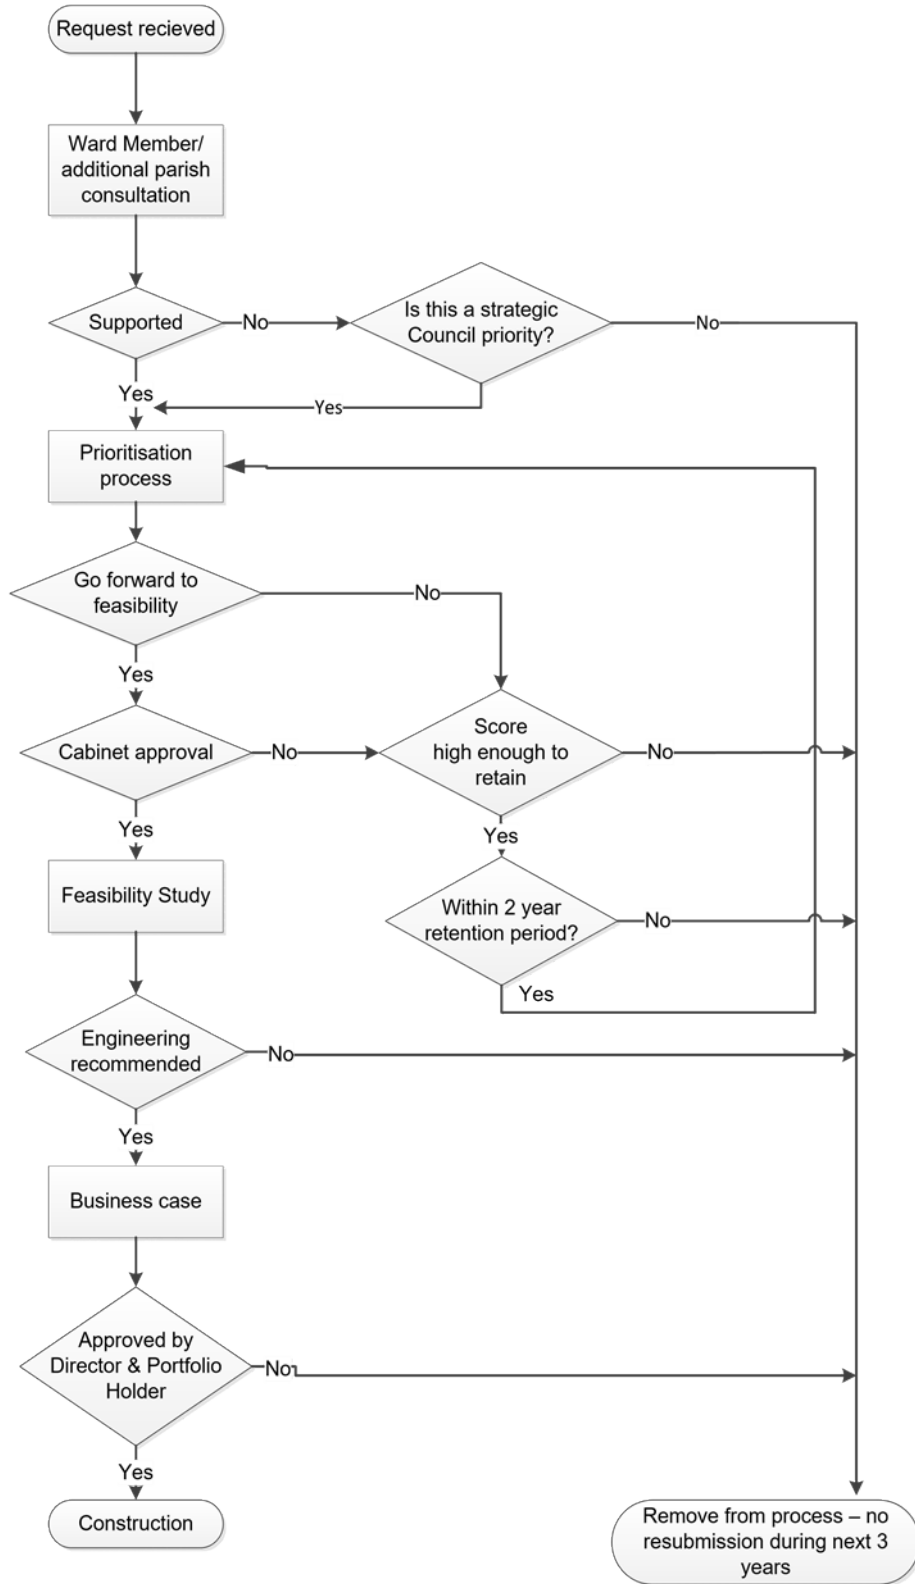 Request recieved
Ward Member/
additional parish
consultation
Supported
No
Is this a strategic
Council priority?
No
Yes
Yes
Prioritisation
process
Go forward to
feasibility
No
Yes
Cabinet approval
No
Score
high enough to
retain
No
Yes
Yes
Feasibility Study
Within 2 year
retention period?
No
Yes
Engineering
recommended
No
Yes
Business case
Approved by
Director & Portfolio
Holder
No
Yes
Construction
Remove from process – no
resubmission during next 3
years